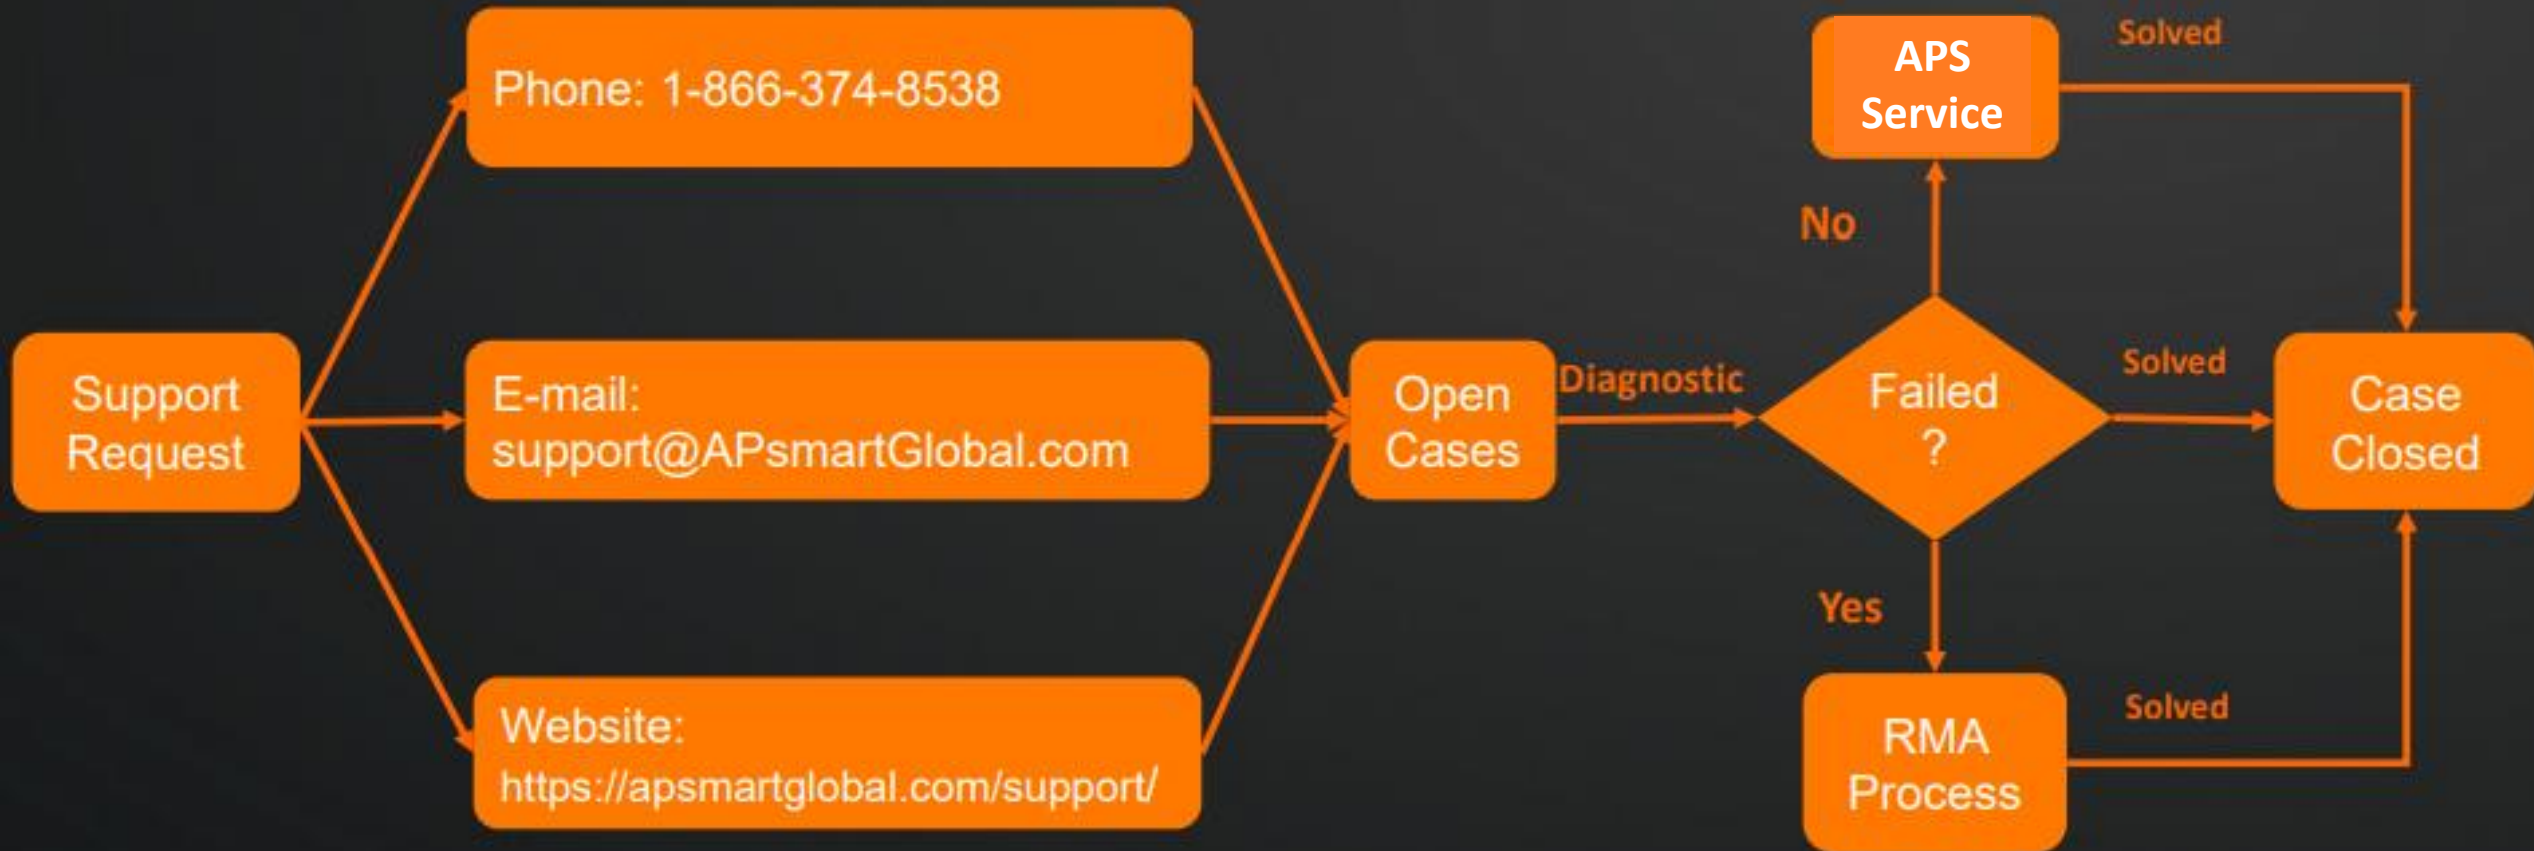 Support
Request
Phone: 1-866-374-8538
E-mail:
support@APsmartGlobal.com
Website:
https://apsmartglobal.com/support/
Open
Cases
Diagnostic
Failed
?
No
APS
Service
Solved
Solved
Yes
RMA
Process
Solved
Case
Closed